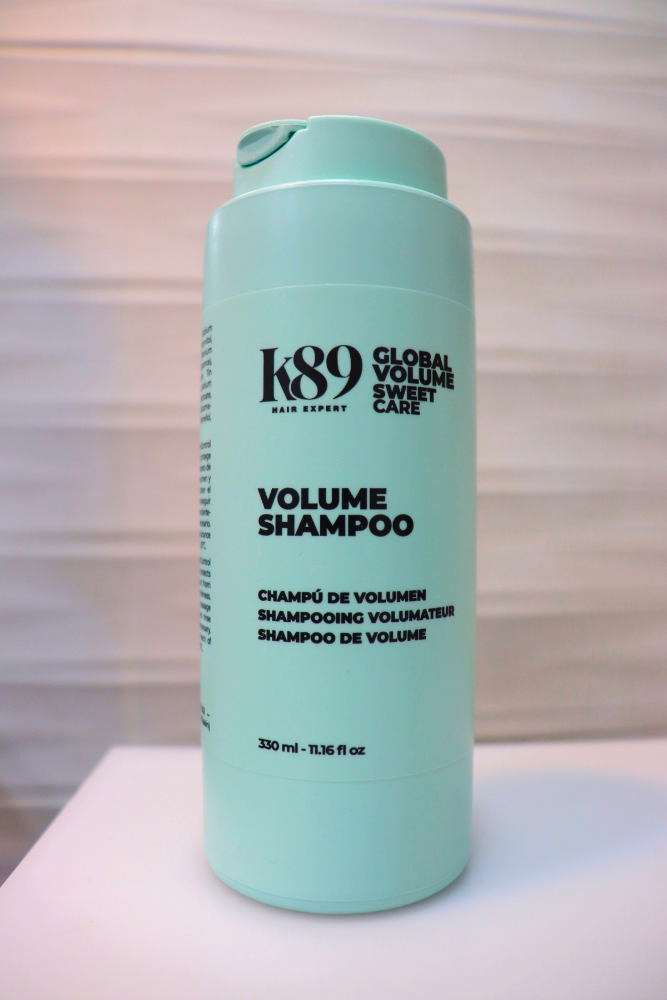 K89
HAIR EXPERT
GLOBAL
VOLUME
SWEET
CARE
VOLUME
SHAMPOO
CHAMPÚ DE VOLUMEN
SHAMPOOING VOLUMATEUR
SHAMPOO DE VOLUME
330 ml - 11.16 fl oz